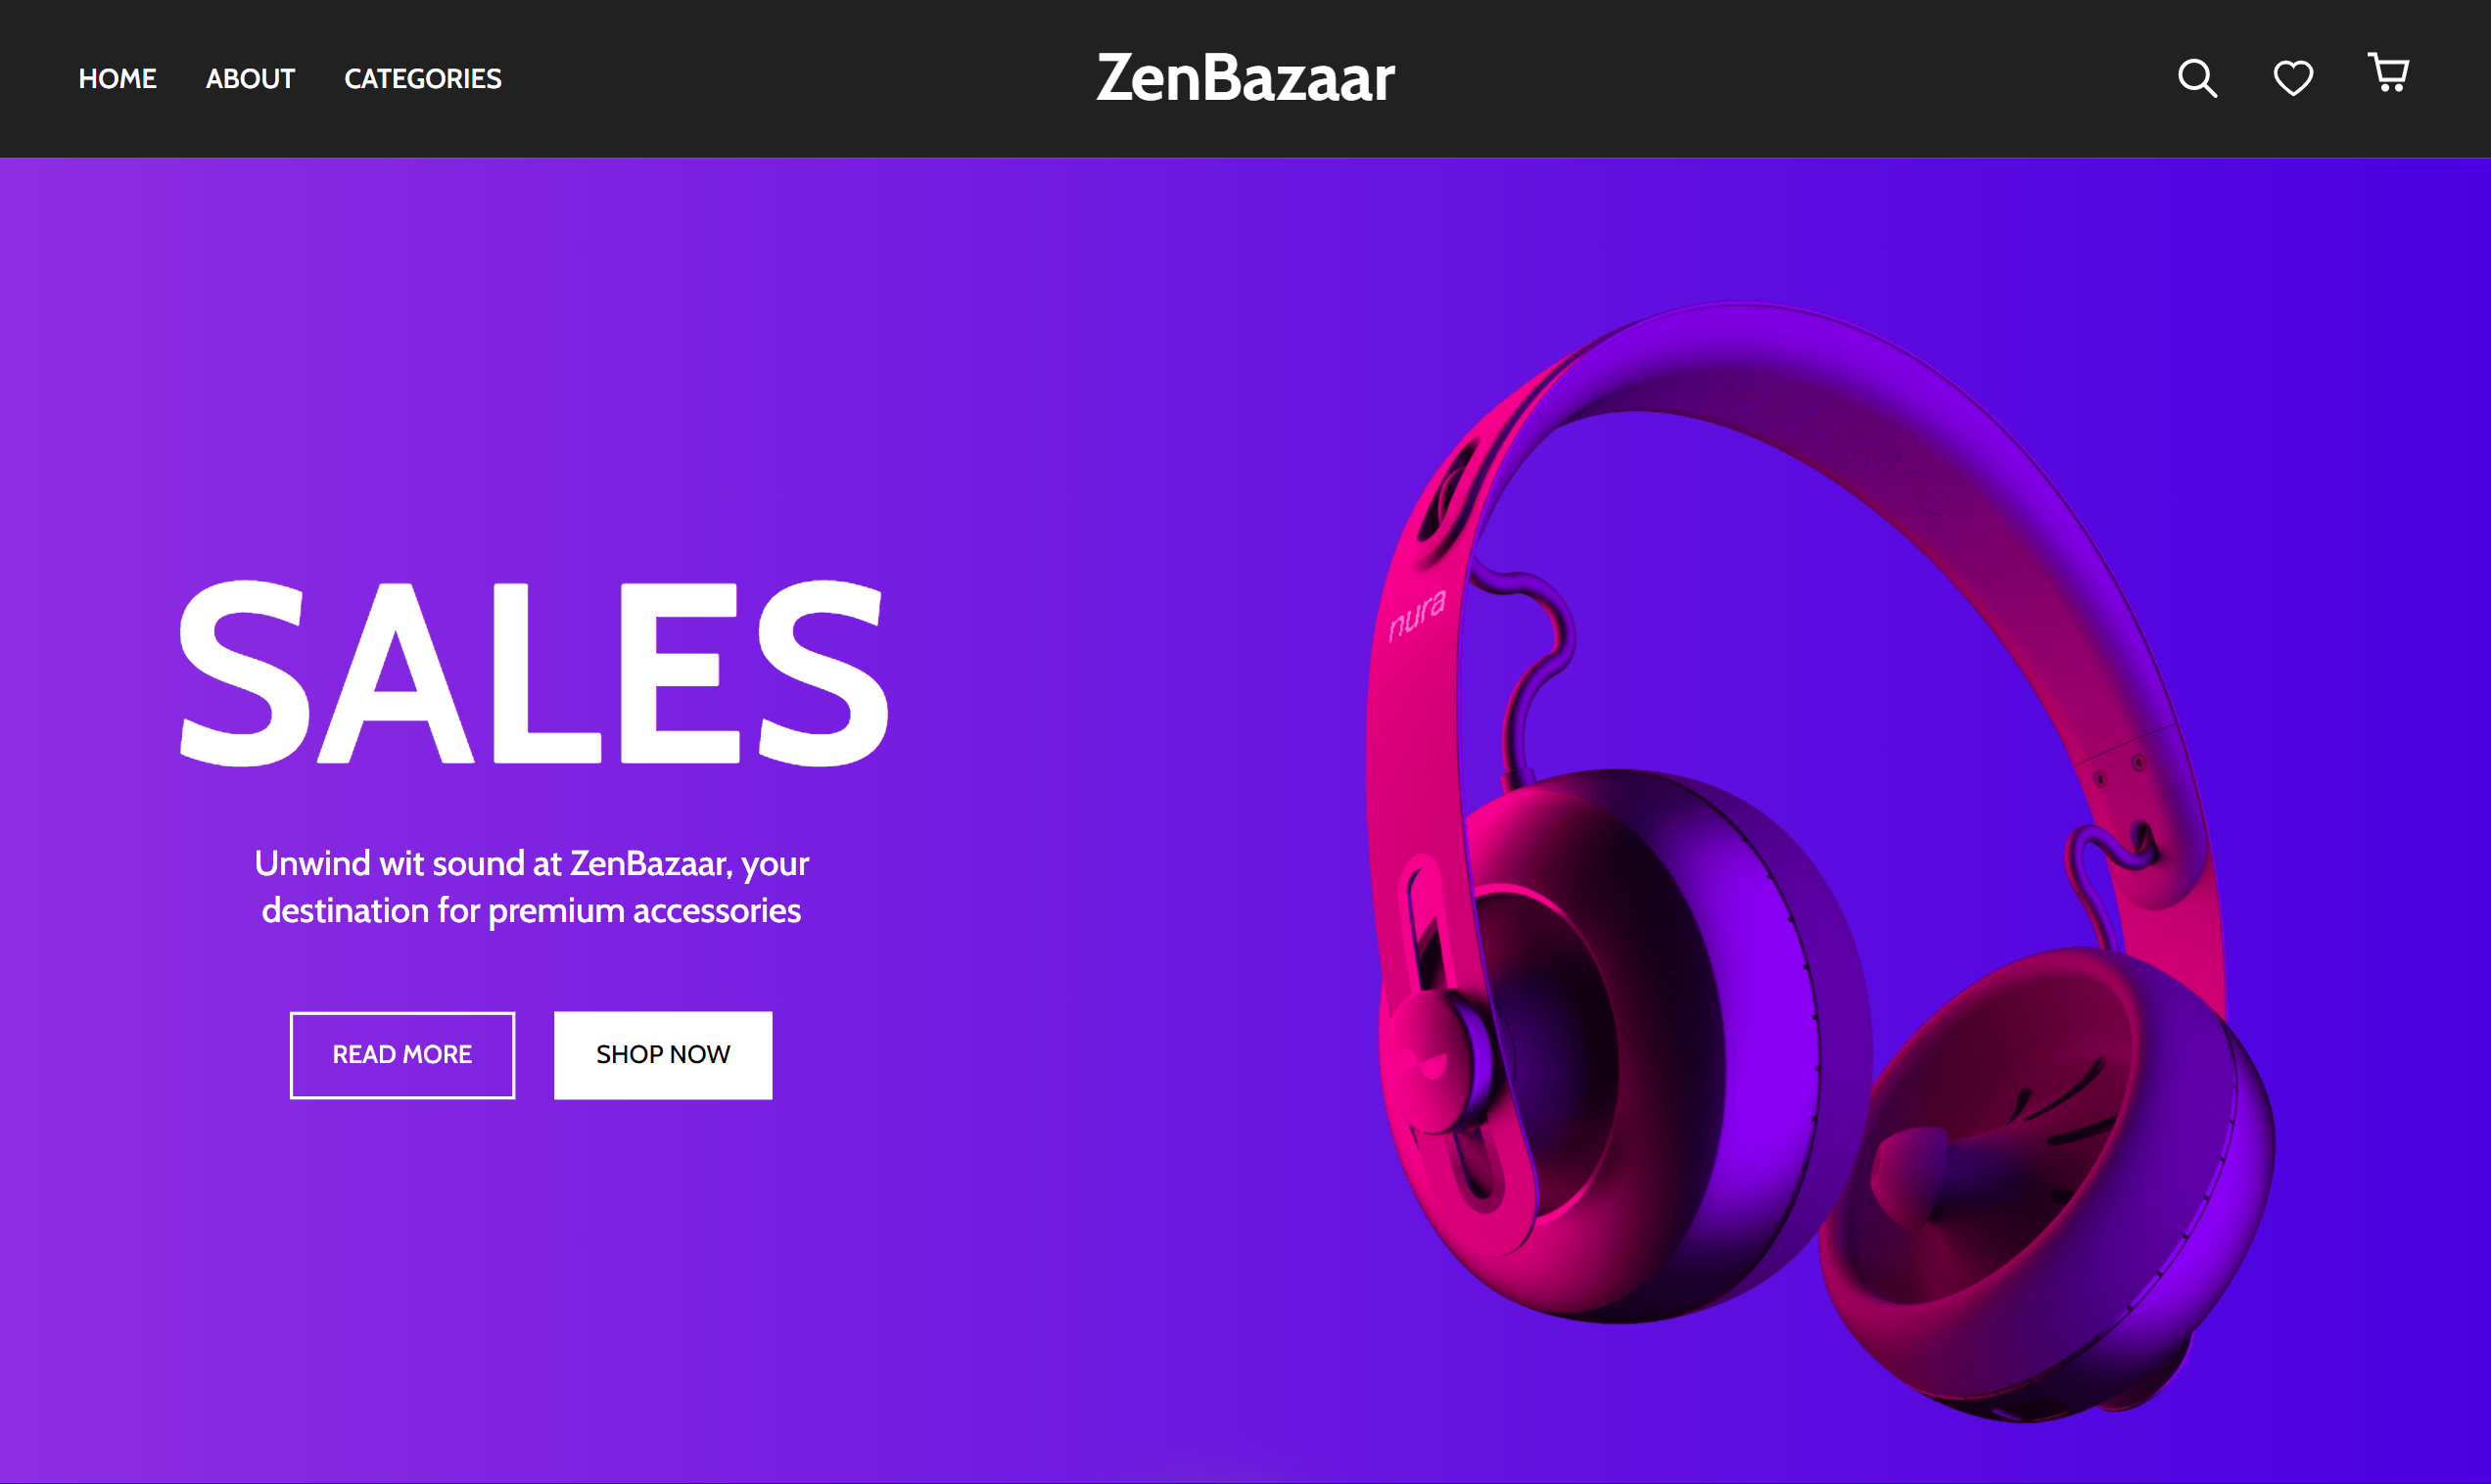 HOME ABOUT CATEGORIES ZenBazaar
SALES
Unwind wit sound at ZenBazaar, your
destination for premium accessories
READ MORE SHOP NOW
nura